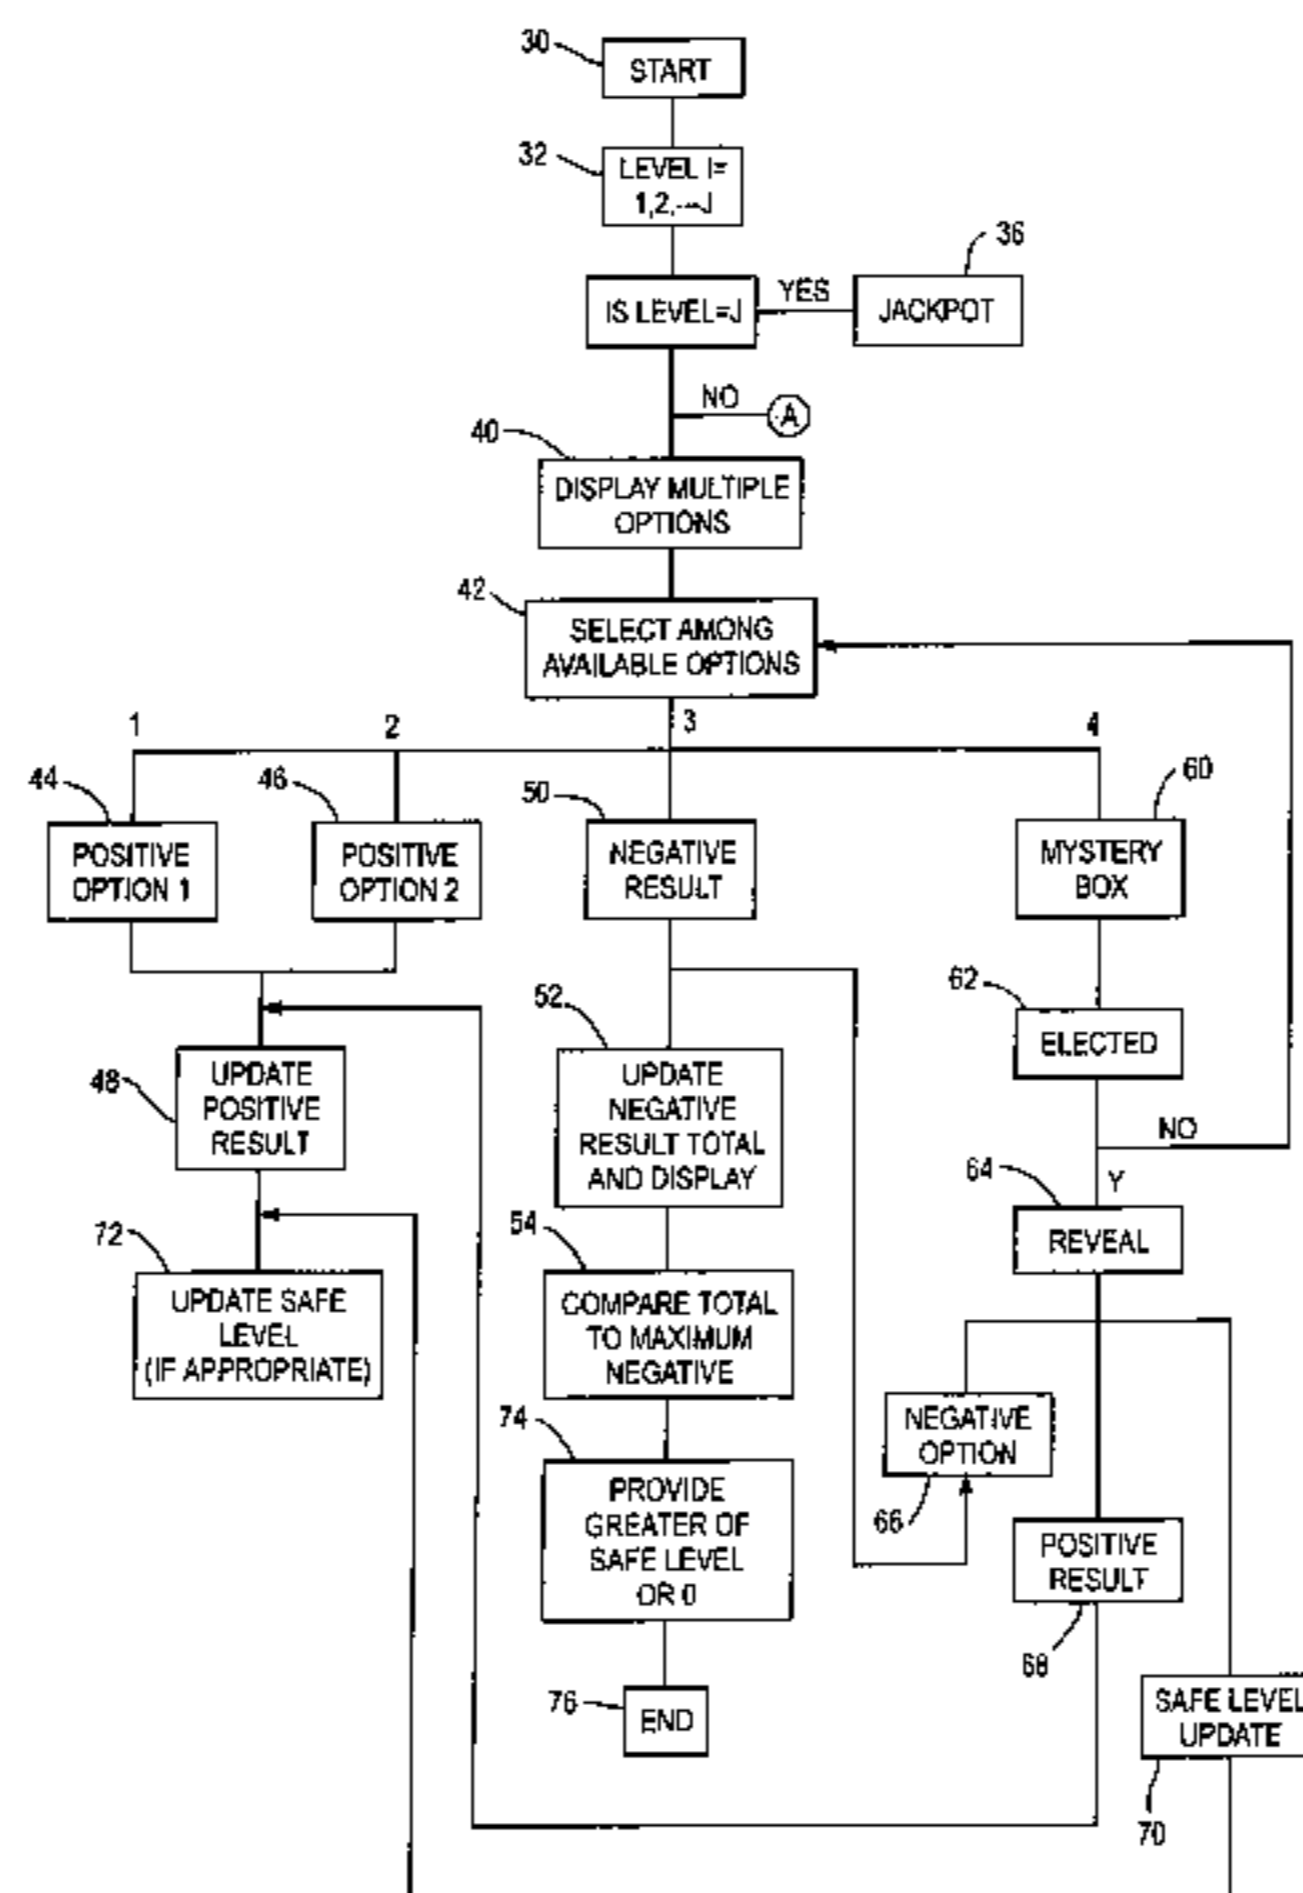 30
START
32
LEVEL I=
1,2,---J
36
IS LEVEL=J
YES
JACKPOT
NO
A
40
DISPLAY MULTIPLE
OPTIONS
42
SELECT AMONG
AVAILABLE OPTIONS
1
2
3
4
44
POSITIVE
OPTION 1
46
POSITIVE
OPTION 2
50
NEGATIVE
RESULT
60
MYSTERY
BOX
62
ELECTED
NO
Y
48
UPDATE
POSITIVE
RESULT
52
UPDATE
NEGATIVE
RESULT TOTAL
AND DISPLAY
64
REVEAL
72
UPDATE SAFE
LEVEL
(IF APPROPRIATE)
54
COMPARE TOTAL
TO MAXIMUM
NEGATIVE
NEGATIVE
OPTION
66
74
PROVIDE
GREATER OF
SAFE LEVEL
OR 0
POSITIVE
RESULT
68
76
END
SAFE LEVEL
UPDATE
70